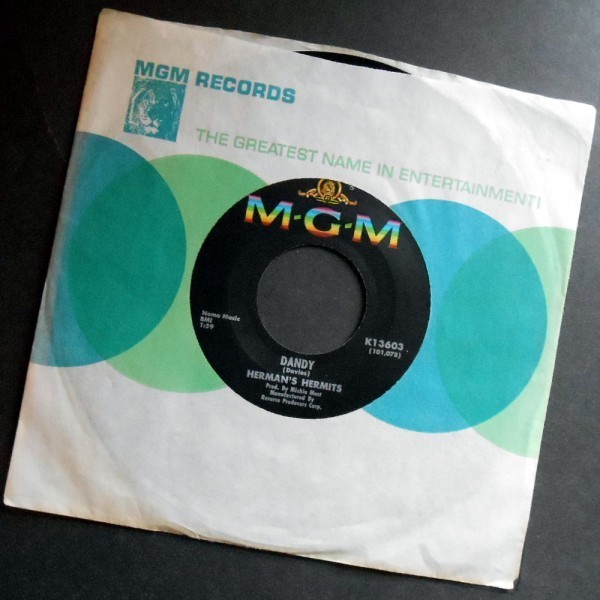 MGM RECORDS
THE GREATEST NAME IN ENTERTAINMENT!
M-G-M
Noma Music
BMI
1:59
K13603
(101,078)
DANDY
(Davies)
HERMAN'S HERMITS
Prod. By Mickie Most
Manufactured By
Reverse Producers Corp.